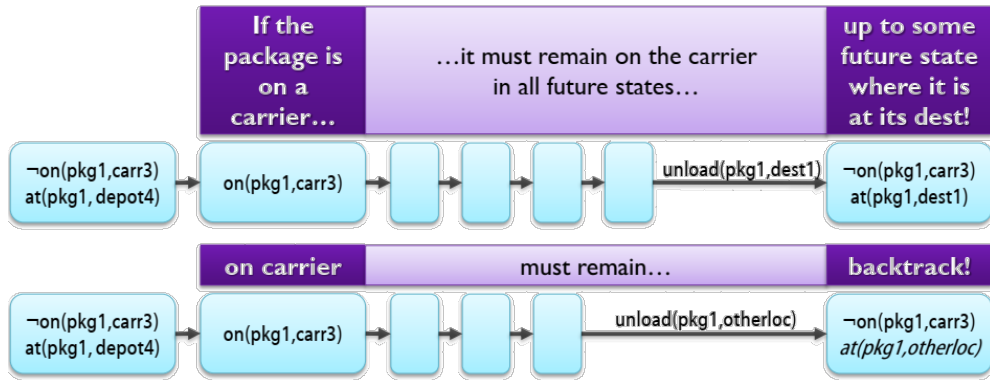 If the
package is
on a
carrier…
…it must remain on the carrier
in all future states…
up to some
future state
where it is
at its dest!
¬on(pkg1,carr3)
at(pkg1, depot4)
on(pkg1,carr3)
unload(pkg1,dest1)
¬on(pkg1,carr3)
at(pkg1,dest1)
on carrier
must remain…
backtrack!
¬on(pkg1,carr3)
at(pkg1, depot4)
on(pkg1,carr3)
unload(pkg1,otherloc)
¬on(pkg1,carr3)
at(pkg1,otherloc)